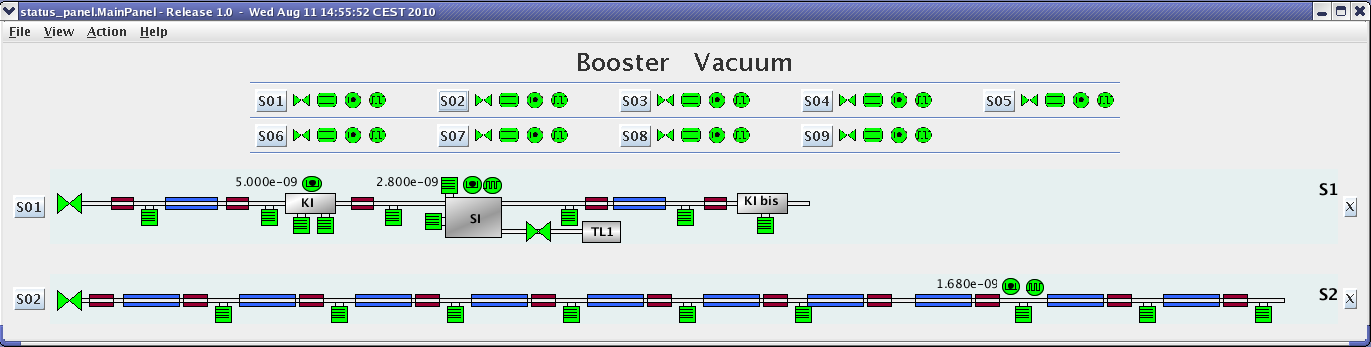 status_panel.MainPanel - Release 1.0 - Wed Aug 11 14:55:52 CEST 2010
File View Action Help
Booster Vacuum
S01 S02 S03 S04 S05
S06 S07 S08 S09
5.000e-09 2.800e-09
S1
S01 KI SI KI bis X
TL1
1.680e-09
S2
S02 X